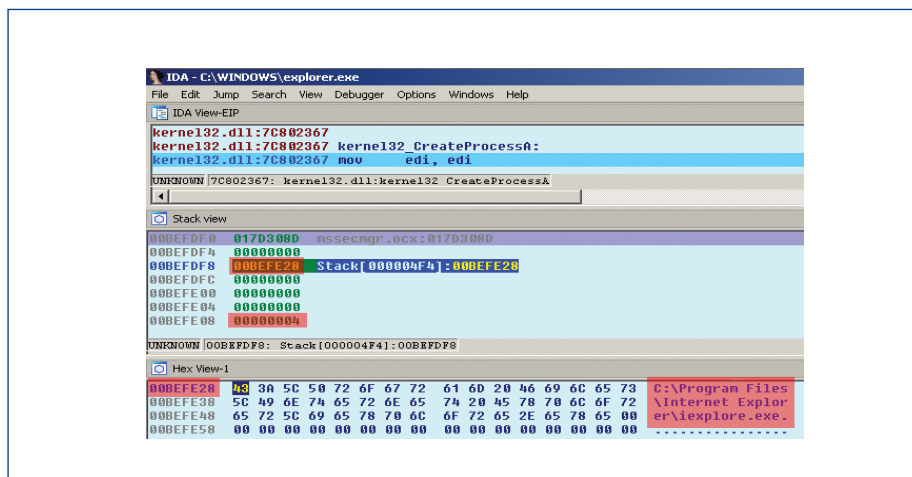 IDA - C:\WINDOWS\explorer.exe
File Edit Jump Search View Debugger Options Windows Help
IDA View-EIP
kernel32.dll:7C802367
kernel32.dll:7C802367 kernel32_CreateProcessA:
kernel32.dll:7C802367 mov edi, edi
UNKNOWN 7C802367: kernel32.dll:kernel32_CreateProcessA
Stack view
00BEFDF0 017D308D mssecmgr.ocx:017D308D
00BEFDF4 00000000
00BEFDF8 00BEFE28 Stack[000004F4]:00BEFE28
00BEFDFC 00000000
00BEFE00 00000000
00BEFE04 00000000
00BEFE08 00000004
UNKNOWN 00BEFDF8: Stack[000004F4]:00BEFDF8
Hex View-1
00BEFE28 43 3A 5C 50 72 6F 67 72 61 6D 20 46 69 6C 65 73 C:\Program Files
00BEFE38 5C 49 6E 74 65 72 6E 65 74 20 45 78 70 6C 6F 72 \Internet Explor
00BEFE48 65 72 5C 69 65 78 70 6C 6F 72 65 2E 65 78 65 00 er\iexplore.exe.
00BEFE58 00 00 00 00 00 00 00 00 00 00 00 00 00 00 00 00 ................